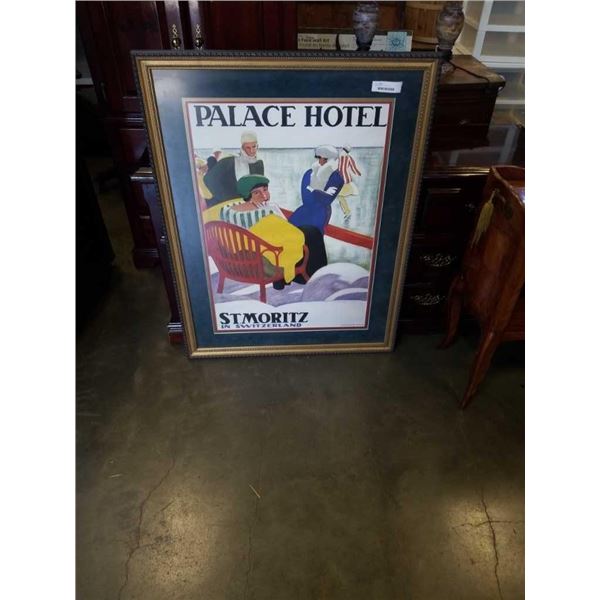 PALACE HOTEL
ST. MORITZ
IN SWITZERLAND